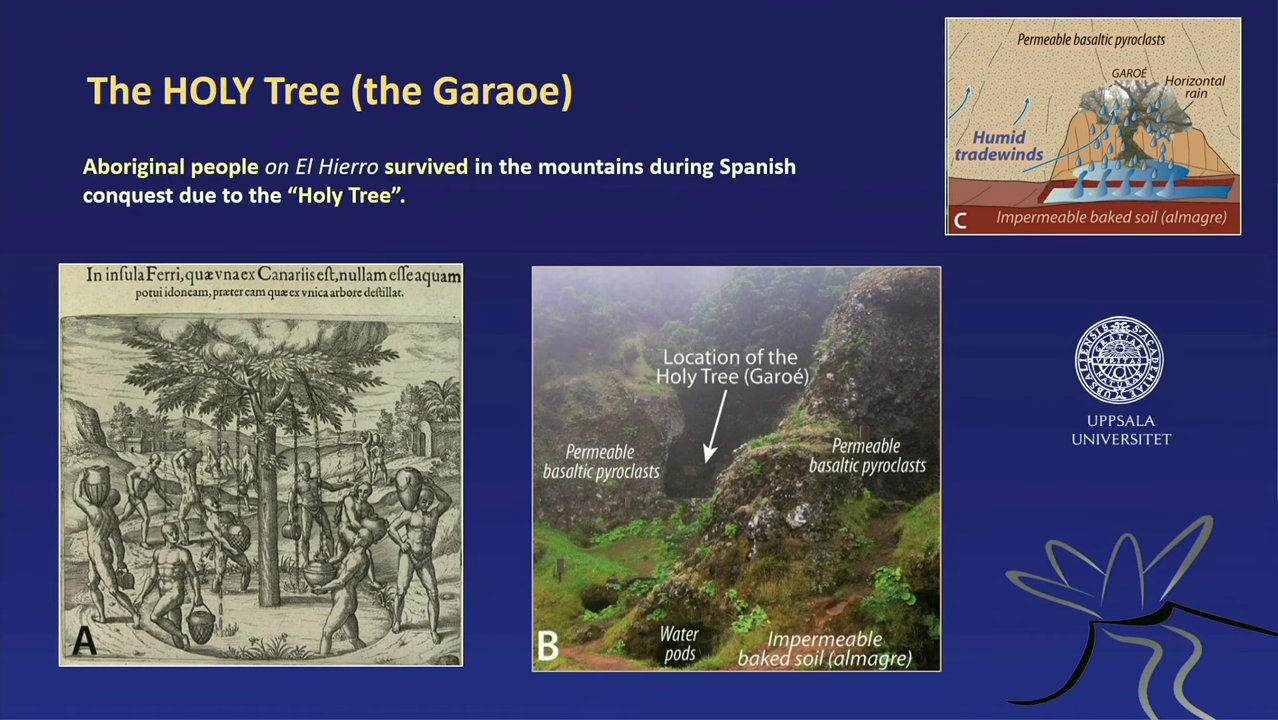 The HOLY Tree (the Garaoe)
Aboriginal people on El Hierro survived in the mountains during Spanish
conquest due to the “Holy Tree”.
In inſula Ferri, quæ vna ex Canariis eſt, nullam eſſe aquam
potui idoneam, præter eam quæ ex vnica arbore deſtillat.
A
Location of the
Holy Tree (Garoé)
Permeable
basaltic pyroclasts
Permeable
basaltic pyroclasts
Water
pods
Impermeable
baked soil (almagre)
B
Permeable basaltic pyroclasts
GAROÉ
Horizontal
rain
Humid
tradewinds
Impermeable baked soil (almagre)
C
UPPSALA
UNIVERSITET